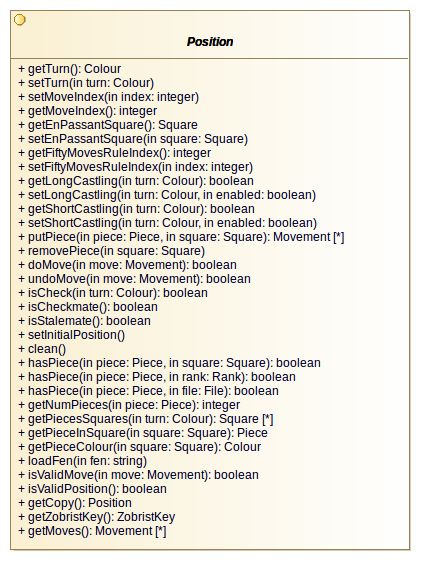 Position
+ getTurn(): Colour
+ setTurn(in turn: Colour)
+ setMoveIndex(in index: integer)
+ getMoveIndex(): integer
+ getEnPassantSquare(): Square
+ setEnPassantSquare(in square: Square)
+ getFiftyMovesRuleIndex(): integer
+ setFiftyMovesRuleIndex(in index: integer)
+ getLongCastling(in turn: Colour): boolean
+ setLongCastling(in turn: Colour, in enabled: boolean)
+ getShortCastling(in turn: Colour): boolean
+ setShortCastling(in turn: Colour, in enabled: boolean)
+ putPiece(in piece: Piece, in square: Square): Movement [*]
+ removePiece(in square: Square)
+ doMove(in move: Movement): boolean
+ undoMove(in move: Movement): boolean
+ isCheck(in turn: Colour): boolean
+ isCheckmate(): boolean
+ isStalemate(): boolean
+ setInitialPosition()
+ clean()
+ hasPiece(in piece: Piece, in square: Square): boolean
+ hasPiece(in piece: Piece, in rank: Rank): boolean
+ hasPiece(in piece: Piece, in file: File): boolean
+ getNumPieces(in piece: Piece): integer
+ getPiecesSquares(in turn: Colour): Square [*]
+ getPieceInSquare(in square: Square): Piece
+ getPieceColour(in square: Square): Colour
+ loadFen(in fen: string)
+ isValidMove(in move: Movement): boolean
+ isValidPosition(): boolean
+ getCopy(): Position
+ getZobristKey(): ZobristKey
+ getMoves(): Movement [*]